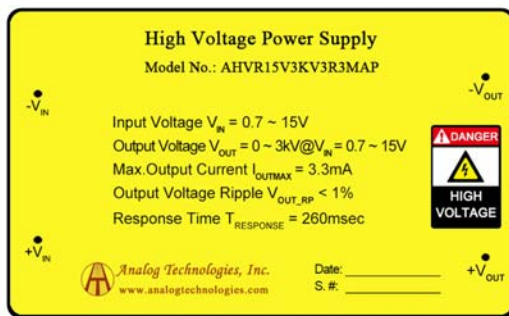 High Voltage Power Supply
Model No.: AHVR15V3KV3R3MAP
-VIN
-VOUT
Input Voltage VIN = 0.7 ~ 15V
Output Voltage VOUT = 0 ~ 3kV@VIN = 0.7 ~ 15V
Max.Output Current IOUTMAX = 3.3mA
Output Voltage Ripple VOUT_RP < 1%
Response Time TRESPONSE = 260msec
DANGER
HIGH
VOLTAGE
+VIN
+VOUT
Analog Technologies, Inc.
www.analogtechnologies.com
Date:
S. #: